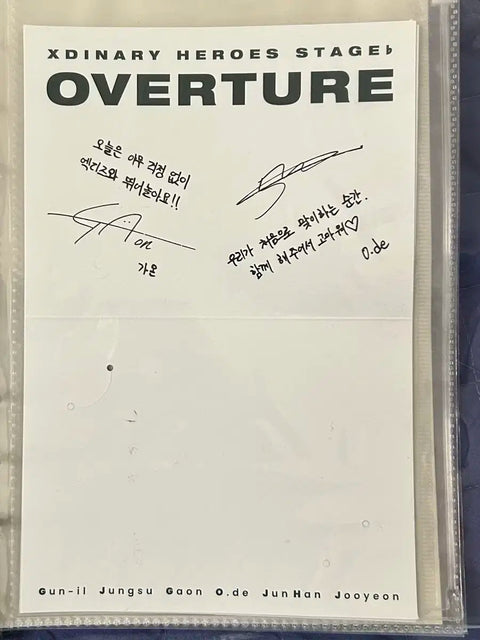 XDINARY HEROES STAGE♭
OVERTURE
오늘은 아무 걱정 없이
엑디즈와 뛰어놀아요!!
GAon
가온
우리가 처음으로 맞이하는 순간.
함께 해주어서 고마워♡
O.de
Gun-il Jungsu Gaon O.de JunHan Jooyeon